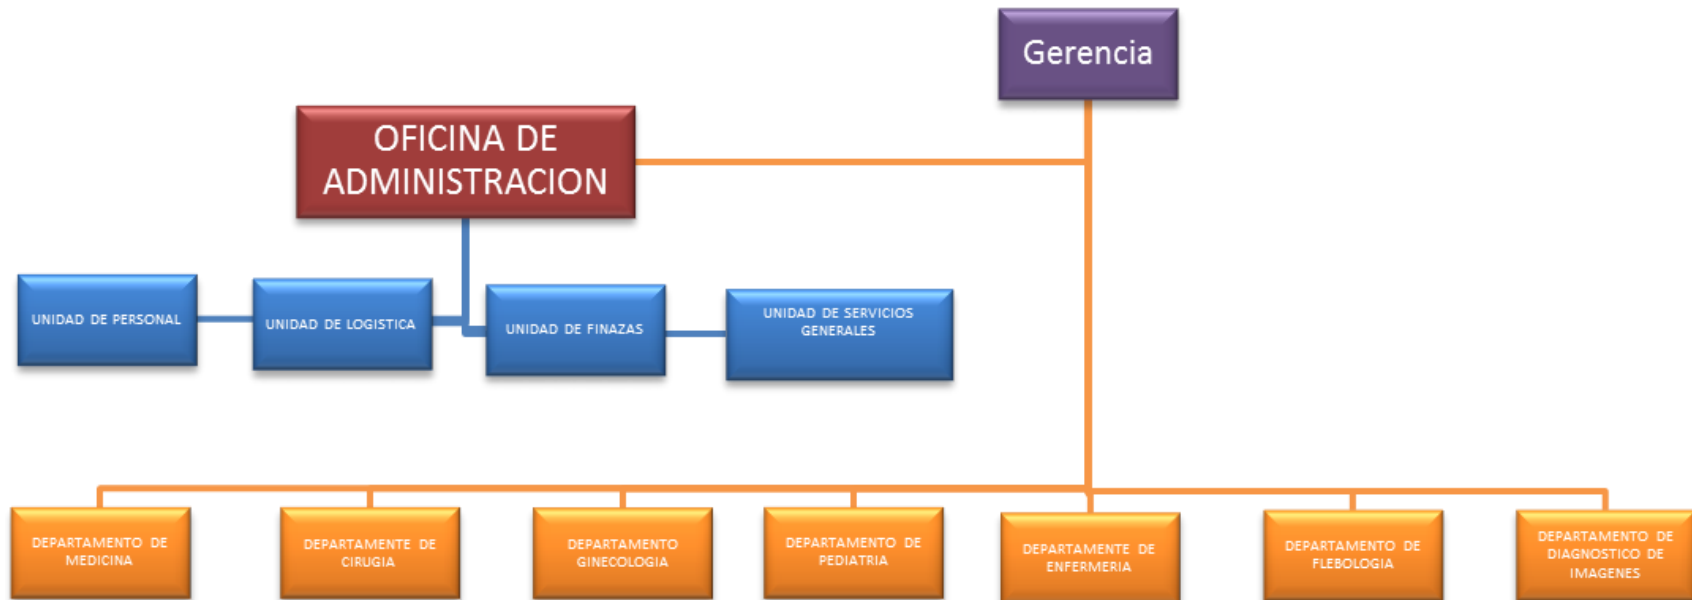 Gerencia
OFICINA DE
ADMINISTRACION
UNIDAD DE PERSONAL
UNIDAD DE LOGISTICA
UNIDAD DE FINAZAS
UNIDAD DE SERVICIOS
GENERALES
DEPARTAMENTO DE
MEDICINA
DEPARTAMENTE DE
CIRUGIA
DEPARTAMENTO
GINECOLOGIA
DEPARTAMENTO DE
PEDIATRIA
DEPARTAMENTE DE
ENFERMERIA
DEPARTAMENTO DE
FLEBOLOGIA
DEPARTAMENTO DE
DIAGNOSTICO DE
IMAGENES